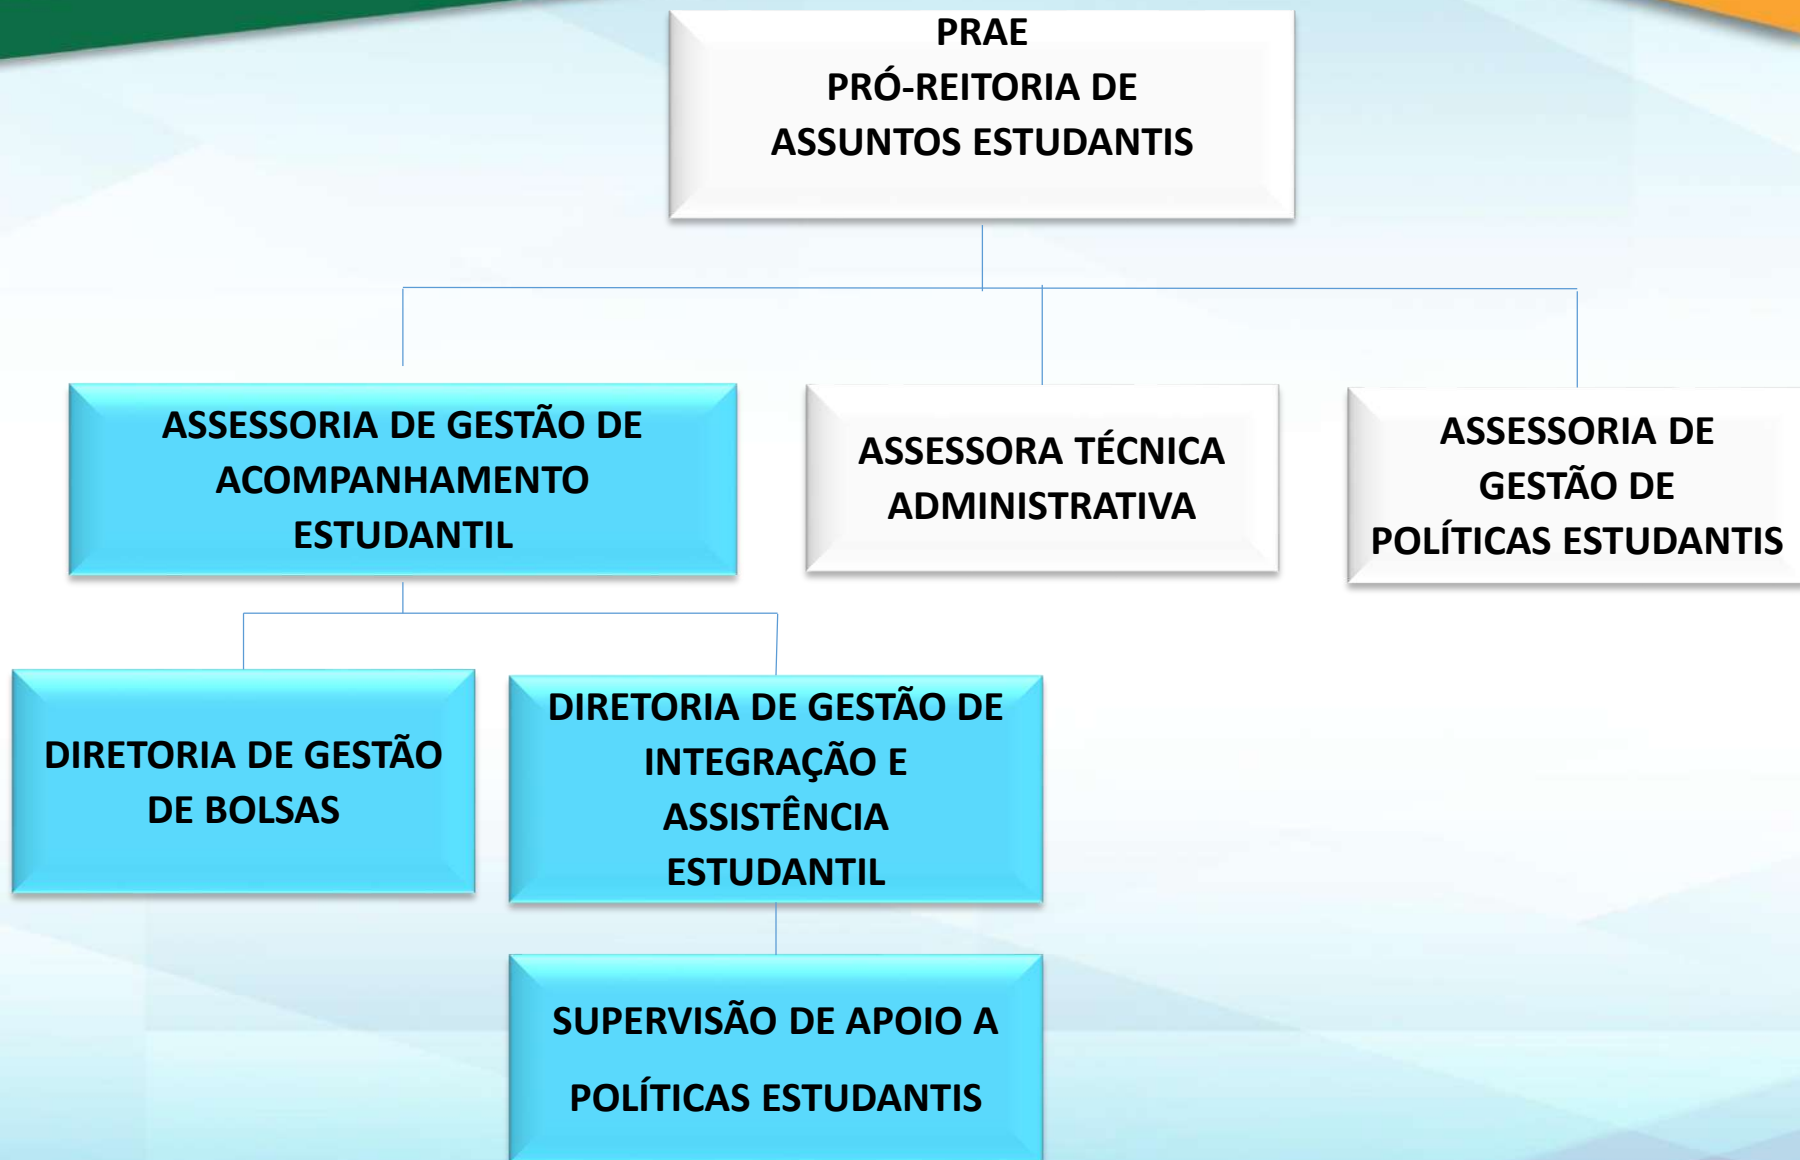 PRAE
PRÓ-REITORIA DE
ASSUNTOS ESTUDANTIS
ASSESSORIA DE GESTÃO DE
ACOMPANHAMENTO
ESTUDANTIL
ASSESSORA TÉCNICA
ADMINISTRATIVA
ASSESSORIA DE
GESTÃO DE
POLÍTICAS ESTUDANTIS
DIRETORIA DE GESTÃO
DE BOLSAS
DIRETORIA DE GESTÃO DE
INTEGRAÇÃO E
ASSISTÊNCIA
ESTUDANTIL
SUPERVISÃO DE APOIO A
POLÍTICAS ESTUDANTIS